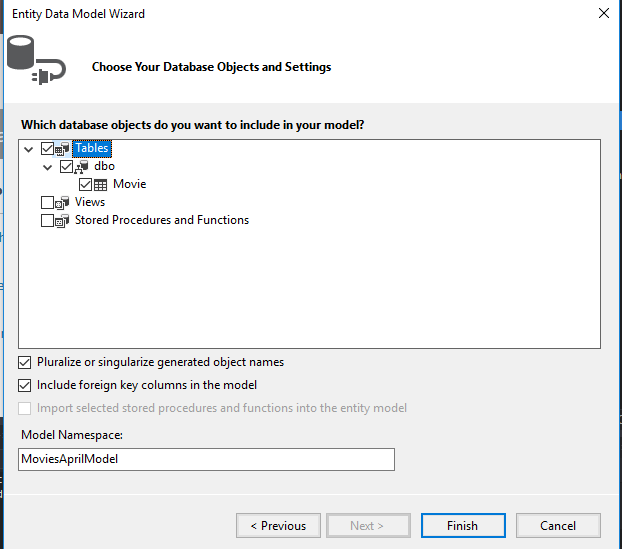 Entity Data Model Wizard
Choose Your Database Objects and Settings
Which database objects do you want to include in your model?
Tables
dbo
Movie
Views
Stored Procedures and Functions
Pluralize or singularize generated object names
Include foreign key columns in the model
Import selected stored procedures and functions into the entity model
Model Namespace:
MoviesAprilModel
< Previous
Next >
Finish
Cancel